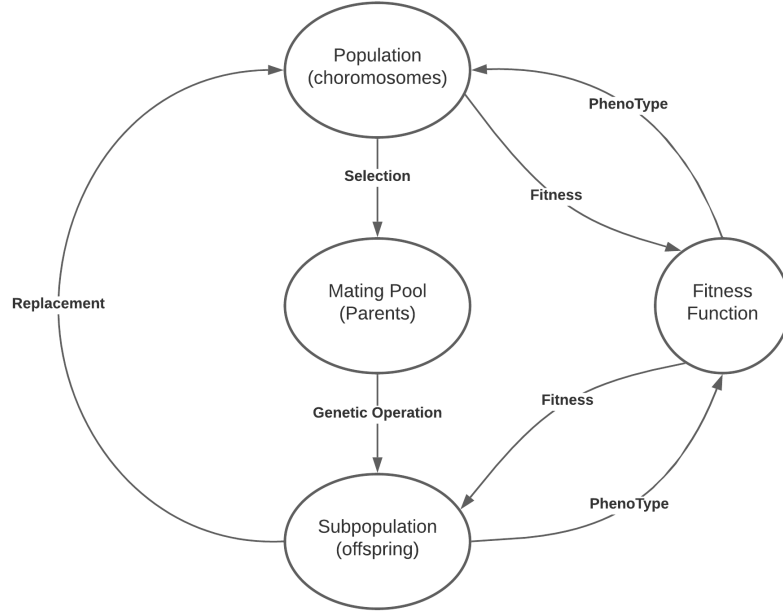 Population
(choromosomes)
PhenoType
Selection
Fitness
Replacement
Mating Pool
(Parents)
Fitness
Function
Fitness
Genetic Operation
PhenoType
Subpopulation
(offspring)